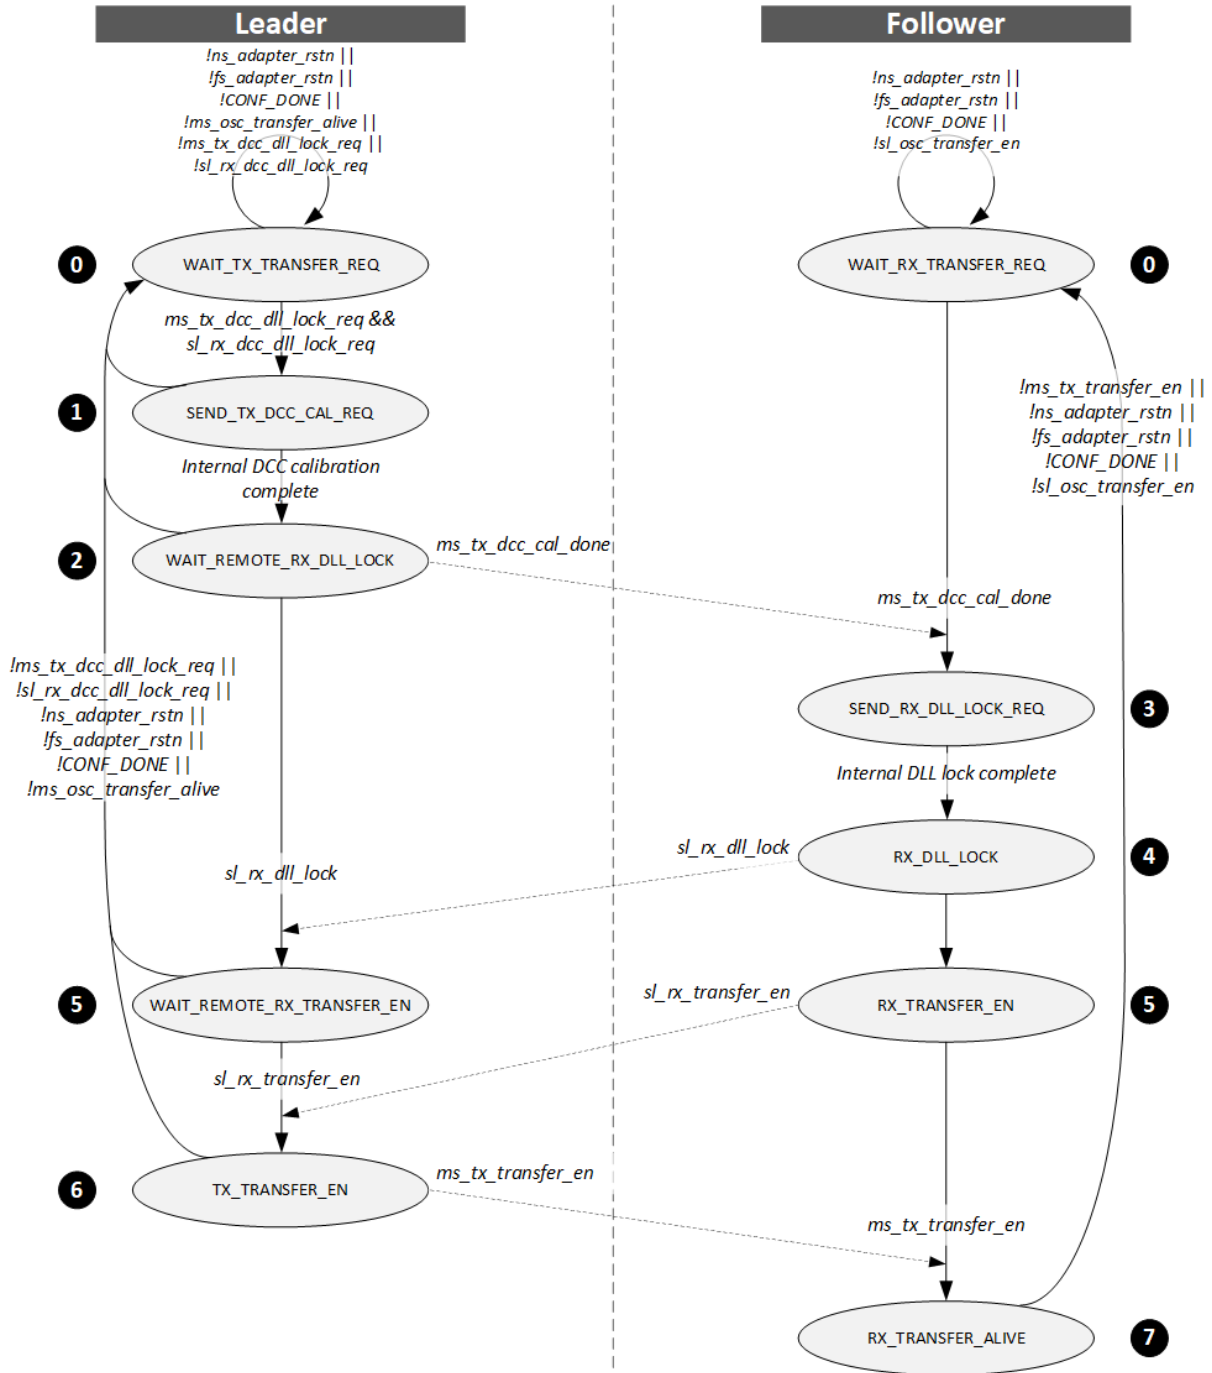 Leader
Follower
!ns_adapter_rstn ||
!fs_adapter_rstn ||
!CONF_DONE ||
!ms_osc_transfer_alive ||
!ms_tx_dcc_dll_lock_req ||
!sl_rx_dcc_dll_lock_req
!ns_adapter_rstn ||
!fs_adapter_rstn ||
!CONF_DONE ||
!sl_osc_transfer_en
0
WAIT_TX_TRANSFER_REQ
WAIT_RX_TRANSFER_REQ
0
ms_tx_dcc_dll_lock_req &&
sl_rx_dcc_dll_lock_req
1
SEND_TX_DCC_CAL_REQ
!ms_tx_transfer_en ||
!ns_adapter_rstn ||
!fs_adapter_rstn ||
!CONF_DONE ||
!sl_osc_transfer_en
Internal DCC calibration
complete
2
WAIT_REMOTE_RX_DLL_LOCK
ms_tx_dcc_cal_done
ms_tx_dcc_cal_done
!ms_tx_dcc_dll_lock_req ||
!sl_rx_dcc_dll_lock_req ||
!ns_adapter_rstn ||
!fs_adapter_rstn ||
!CONF_DONE ||
!ms_osc_transfer_alive
SEND_RX_DLL_LOCK_REQ
3
Internal DLL lock complete
sl_rx_dll_lock
RX_DLL_LOCK
4
sl_rx_dll_lock
5
WAIT_REMOTE_RX_TRANSFER_EN
sl_rx_transfer_en
RX_TRANSFER_EN
5
sl_rx_transfer_en
6
TX_TRANSFER_EN
ms_tx_transfer_en
ms_tx_transfer_en
RX_TRANSFER_ALIVE
7